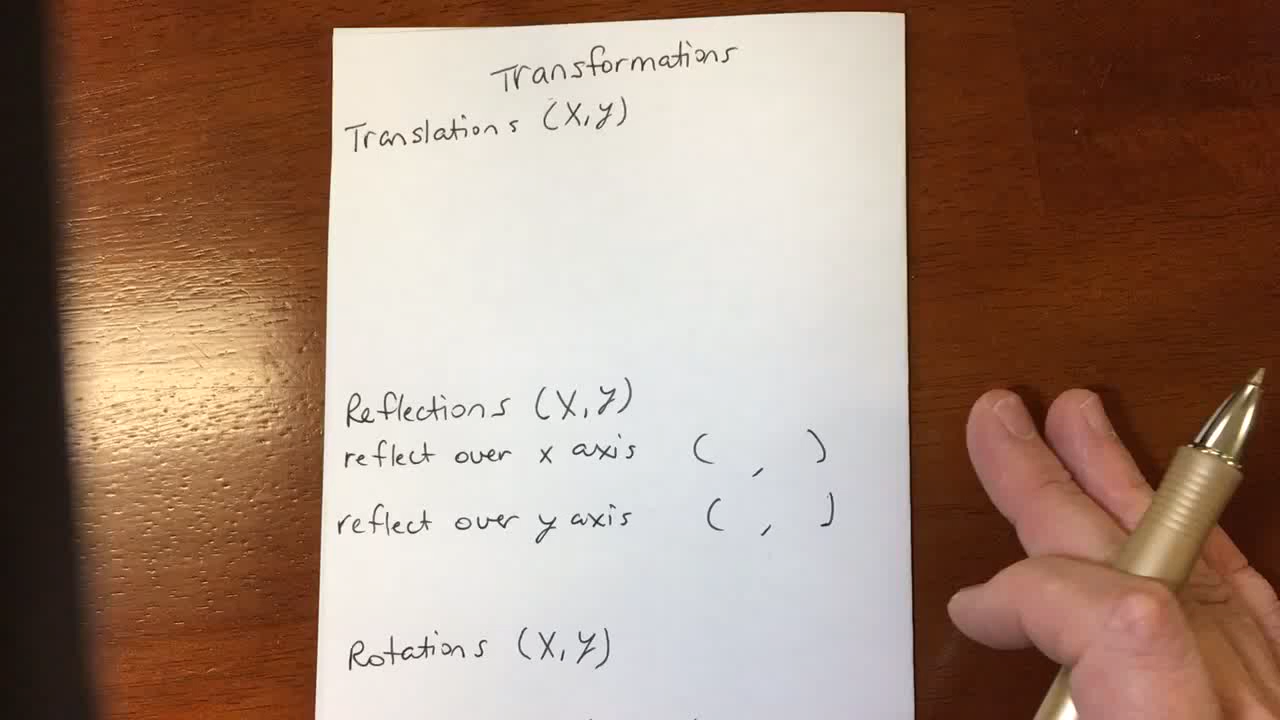 Transformations
Translations (X,y)
Reflections (X,y)
reflect over x axis ( , )
reflect over y axis ( , )
Rotations (X,y)